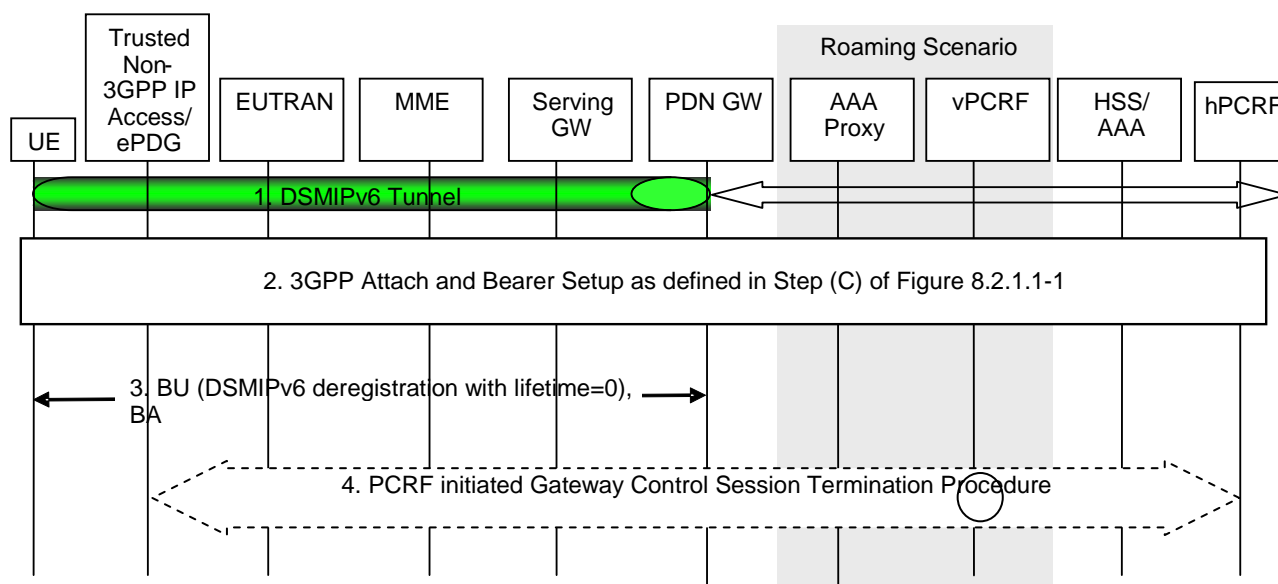 Roaming Scenario
UE
Trusted
Non-
3GPP IP
Access/
ePDG
EUTRAN
MME
Serving
GW
PDN GW
AAA
Proxy
vPCRF
HSS/
AAA
hPCRF
1. DSMIPv6 Tunnel
2. 3GPP Attach and Bearer Setup as defined in Step (C) of Figure 8.2.1.1-1
3. BU (DSMIPv6 deregistration with lifetime=0),
BA
4. PCRF initiated Gateway Control Session Termination Procedure